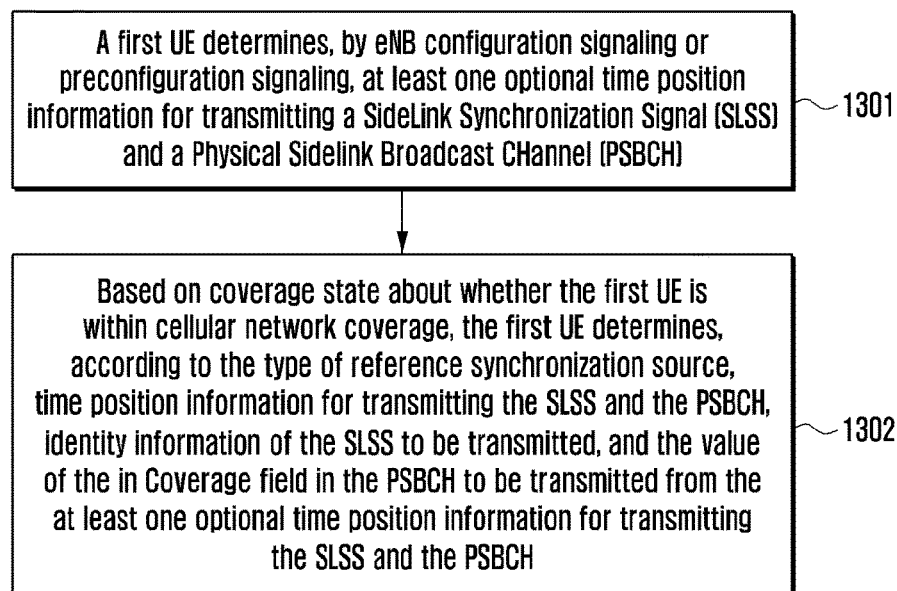 A first UE determines, by eNB configuration signaling or
preconfiguration signaling, at least one optional time position
information for transmitting a SideLink Synchronization Signal (SLSS)
and a Physical Sidelink Broadcast CHannel (PSBCH)
1301
Based on coverage state about whether the first UE is
within cellular network coverage, the first UE determines,
according to the type of reference synchronization source,
time position information for transmitting the SLSS and the PSBCH,
identity information of the SLSS to be transmitted, and the value
of the in Coverage field in the PSBCH to be transmitted from the
at least one optional time position information for transmitting
the SLSS and the PSBCH
1302